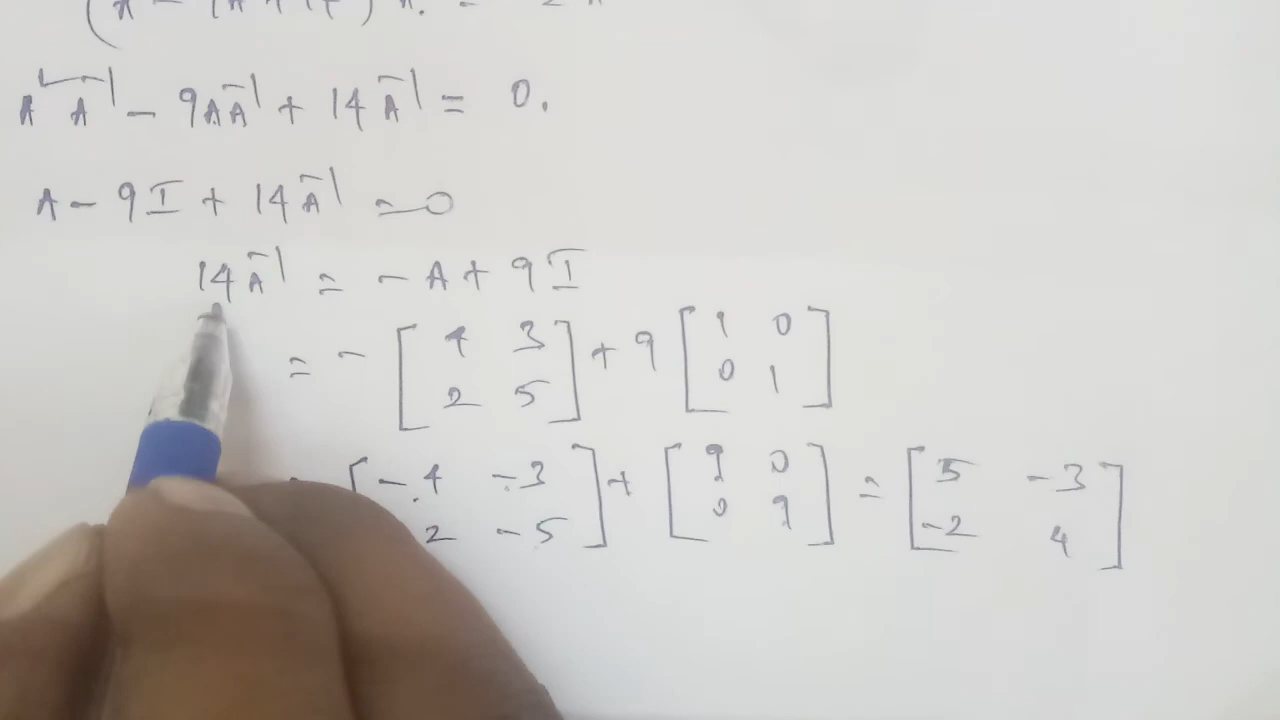 A A⁻¹ - 9AA⁻¹ + 14A⁻¹ = 0.
A - 9I + 14A⁻¹ = 0
14A⁻¹ = - A + 9I
= - [4 3; 2 5] + 9 [1 0; 0 1]
[-4 -3; 2 -5] + [9 0; 0 9] = [5 -3; -2 4]